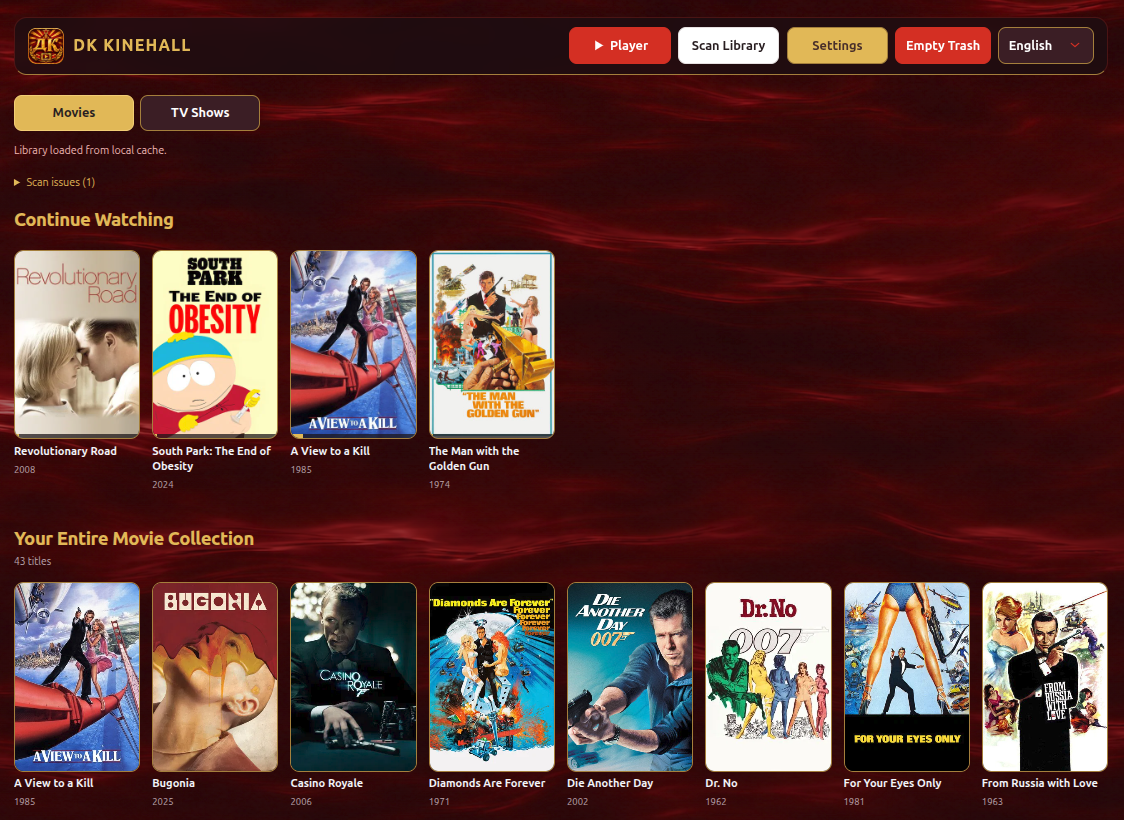 ДК
DK KINEHALL
Player
Scan Library
Settings
Empty Trash
English
Movies
TV Shows
Library loaded from local cache.
Scan issues (1)
Continue Watching
Revolutionary
Road
SOUTH
PARK
THE END OF
OBESITY
A VIEW TO A KILL
"THE MAN
WITH THE
GOLDEN GUN"
Revolutionary Road
2008
South Park: The End of
Obesity
2024
A View to a Kill
1985
The Man with the
Golden Gun
1974
Your Entire Movie Collection
43 titles
A VIEW TO A KILL
BUGONIA
CASINO
ROYALE
"Diamonds Are Forever"
Forever
Forever
Forever
Forever
DIE
ANOTHER
DAY
007
Dr. No
007
FOR YOUR EYES ONLY
FROM
RUSSIA
WITH
LOVE
A View to a Kill
1985
Bugonia
2025
Casino Royale
2006
Diamonds Are Forever
1971
Die Another Day
2002
Dr. No
1962
For Your Eyes Only
1981
From Russia with Love
1963